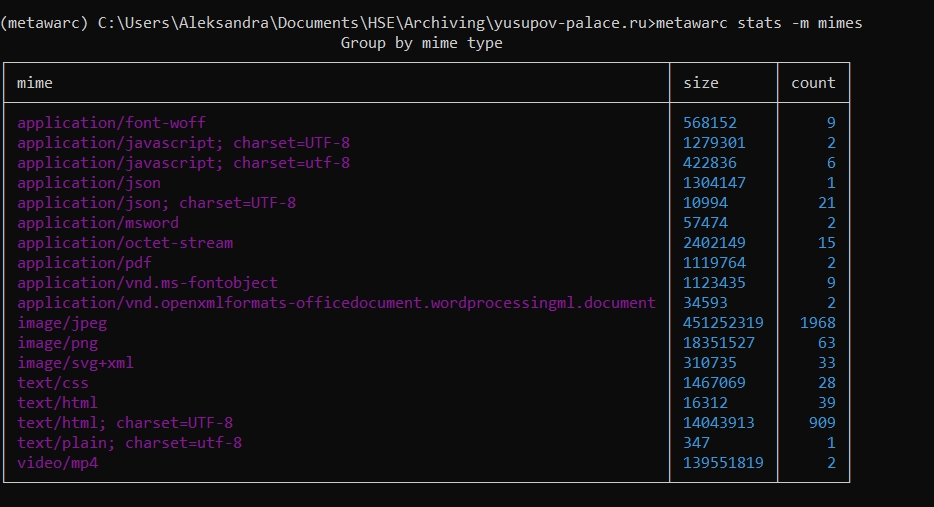 (metawarc) C:\Users\Aleksandra\Documents\HSE\Archiving\yusupov-palace.ru>metawarc stats -m mimes
Group by mime type
mime size count
application/font-woff 568152 9
application/javascript; charset=UTF-8 1279301 2
application/javascript; charset=utf-8 422836 6
application/json 1304147 1
application/json; charset=UTF-8 10994 21
application/msword 57474 2
application/octet-stream 2402149 15
application/pdf 1119764 2
application/vnd.ms-fontobject 1123435 9
application/vnd.openxmlformats-officedocument.wordprocessingml.document 34593 2
image/jpeg 451252319 1968
image/png 18351527 63
image/svg+xml 310735 33
text/css 1467069 28
text/html 16312 39
text/html; charset=UTF-8 14043913 909
text/plain; charset=utf-8 347 1
video/mp4 139551819 2